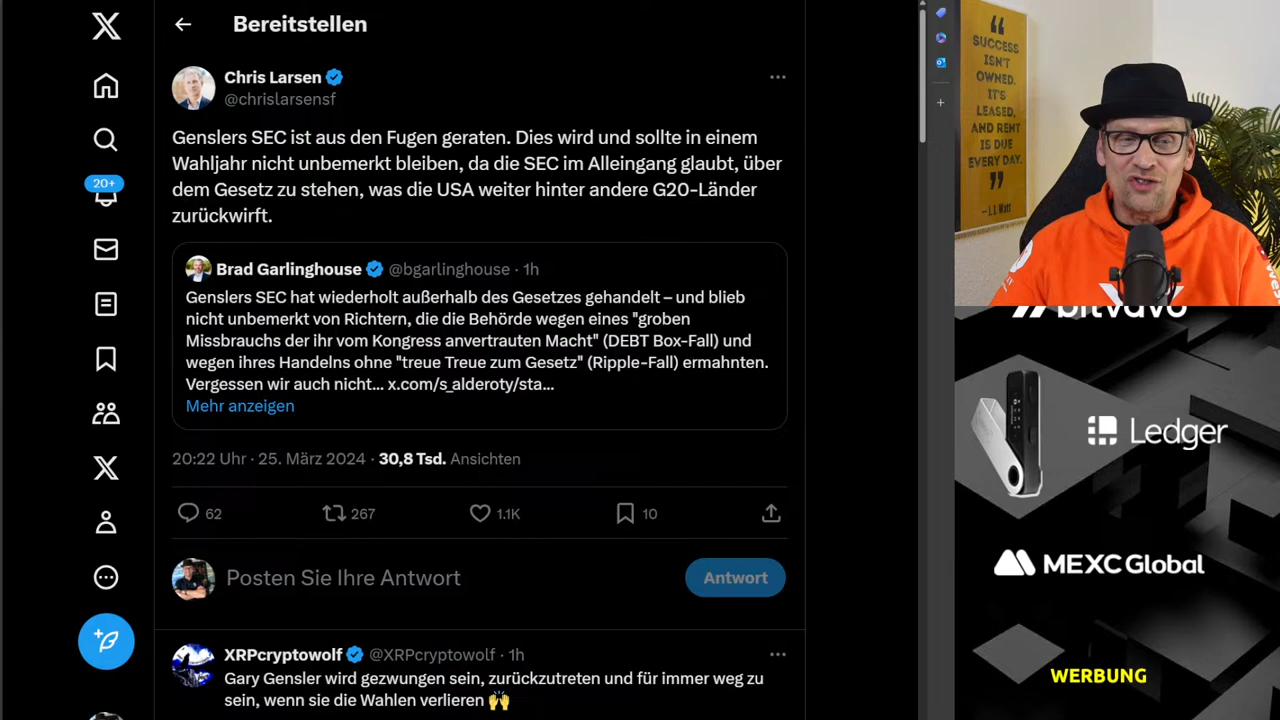 Bereitstellen
Chris Larsen
@chrislarsensf
Genslers SEC ist aus den Fugen geraten. Dies wird und sollte in einem
Wahljahr nicht unbemerkt bleiben, da die SEC im Alleingang glaubt, über
dem Gesetz zu stehen, was die USA weiter hinter andere G20-Länder
zurückwirft.
Brad Garlinghouse @bgarlinghouse · 1h
Genslers SEC hat wiederholt außerhalb des Gesetzes gehandelt – und blieb
nicht unbemerkt von Richtern, die die Behörde wegen eines "groben
Missbrauchs der ihr vom Kongress anvertrauten Macht" (DEBT Box-Fall) und
wegen ihres Handelns ohne "treue Treue zum Gesetz" (Ripple-Fall) ermahnten.
Vergessen wir auch nicht... x.com/s_alderoty/sta...
Mehr anzeigen
20:22 Uhr · 25. März 2024 · 30,8 Tsd. Ansichten
62 267 1.1K 10
Posten Sie Ihre Antwort
Antwort
XRPcryptowolf @XRPcryptowolf · 1h
Gary Gensler wird gezwungen sein, zurückzutreten und für immer weg zu
sein, wenn sie die Wahlen verlieren 🙌
20+
“
SUCCESS
ISN'T
OWNED.
IT'S
LEASED,
AND RENT
IS DUE
EVERY DAY.
”
— J.J. Watt
bitvavo
Ledger
MEXC Global
WERBUNG